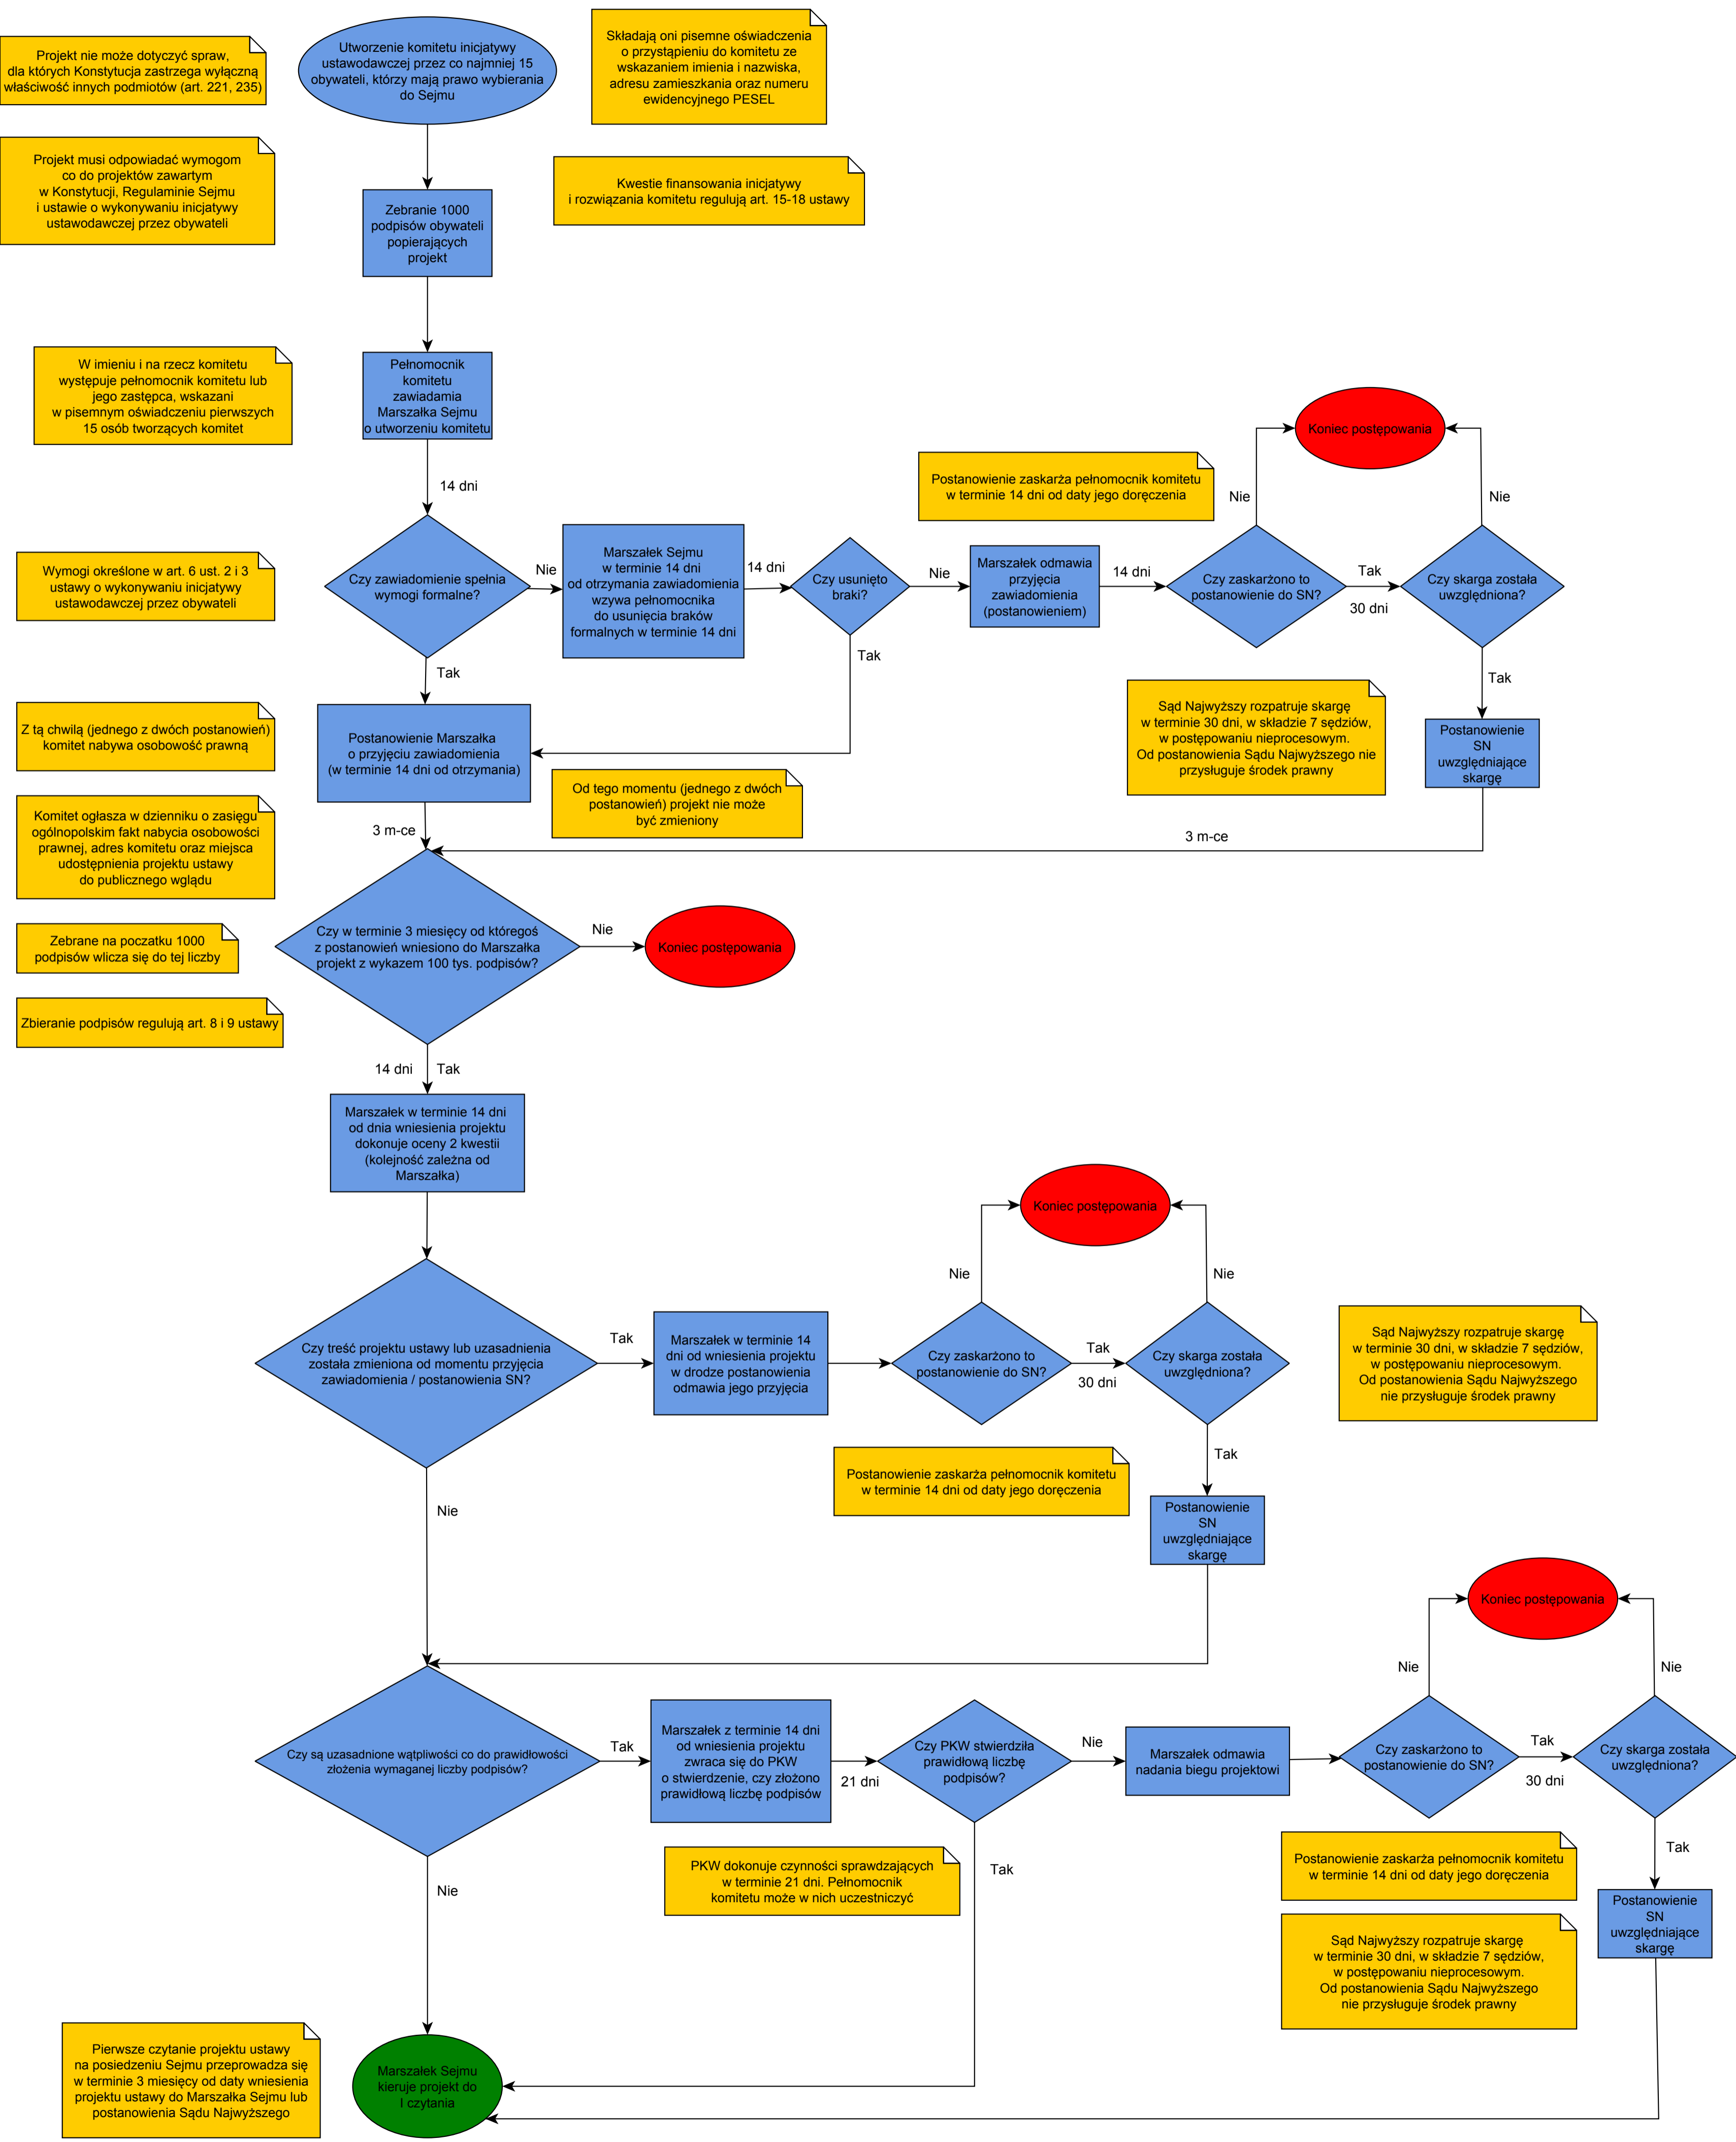 Projekt nie może dotyczyć spraw,
dla których Konstytucja zastrzega wyłączną
właściwość innych podmiotów (art. 221, 235)
Utworzenie komitetu inicjatywy
ustawodawczej przez co najmniej 15
obywateli, którzy mają prawo wybierania
do Sejmu
Składają oni pisemne oświadczenia
o przystąpieniu do komitetu ze
wskazaniem imienia i nazwiska,
adresu zamieszkania oraz numeru
ewidencyjnego PESEL
Projekt musi odpowiadać wymogom
co do projektów zawartym
w Konstytucji, Regulaminie Sejmu
i ustawie o wykonywaniu inicjatywy
ustawodawczej przez obywateli
Kwestie finansowania inicjatywy
i rozwiązania komitetu regulują art. 15-18 ustawy
Zebranie 1000
podpisów obywateli
popierających
projekt
W imieniu i na rzecz komitetu
występuje pełnomocnik komitetu lub
jego zastępca, wskazani
w pisemnym oświadczeniu pierwszych
15 osób tworzących komitet
Pełnomocnik
komitetu
zawiadamia
Marszałka Sejmu
o utworzeniu komitetu
14 dni
Koniec postępowania
Postanowienie zaskarża pełnomocnik komitetu
w terminie 14 dni od daty jego doręczenia
Nie
Nie
Wymogi określone w art. 6 ust. 2 i 3
ustawy o wykonywaniu inicjatywy
ustawodawczej przez obywateli
Czy zawiadomienie spełnia
wymogi formalne?
Nie
Marszałek Sejmu
w terminie 14 dni
od otrzymania zawiadomienia
wzywa pełnomocnika
do usunięcia braków
formalnych w terminie 14 dni
14 dni
Czy usunięto
braki?
Nie
Marszałek odmawia
przyjęcia
zawiadomienia
(postanowieniem)
14 dni
Czy zaskarżono to
postanowienie do SN?
Tak
30 dni
Czy skarga została
uwzględniona?
Tak
Tak
Tak
Z tą chwilą (jednego z dwóch postanowień)
komitet nabywa osobowość prawną
Postanowienie Marszałka
o przyjęciu zawiadomienia
(w terminie 14 dni od otrzymania)
Sąd Najwyższy rozpatruje skargę
w terminie 30 dni, w składzie 7 sędziów,
w postępowaniu nieprocesowym.
Od postanowienia Sądu Najwyższego nie
przysługuje środek prawny
Postanowienie
SN
uwzględniające
skargę
Od tego momentu (jednego z dwóch
postanowień) projekt nie może
być zmieniony
Komitet ogłasza w dzienniku o zasięgu
ogólnopolskim fakt nabycia osobowości
prawnej, adres komitetu oraz miejsca
udostępnienia projektu ustawy
do publicznego wglądu
3 m-ce
3 m-ce
Zebrane na początku 1000
podpisów wlicza się do tej liczby
Czy w terminie 3 miesięcy od któregoś
z postanowień wniesiono do Marszałka
projekt z wykazem 100 tys. podpisów?
Nie
Koniec postępowania
Zbieranie podpisów regulują art. 8 i 9 ustawy
14 dni
Tak
Marszałek w terminie 14 dni
od dnia wniesienia projektu
dokonuje oceny 2 kwestii
(kolejność zależna od
Marszałka)
Koniec postępowania
Nie
Nie
Czy treść projektu ustawy lub uzasadnienia
została zmieniona od momentu przyjęcia
zawiadomienia / postanowienia SN?
Tak
Marszałek w terminie 14
dni od wniesienia projektu
w drodze postanowienia
odmawia jego przyjęcia
Czy zaskarżono to
postanowienie do SN?
Tak
30 dni
Czy skarga została
uwzględniona?
Sąd Najwyższy rozpatruje skargę
w terminie 30 dni, w składzie 7 sędziów,
w postępowaniu nieprocesowym.
Od postanowienia Sądu Najwyższego
nie przysługuje środek prawny
Tak
Postanowienie zaskarża pełnomocnik komitetu
w terminie 14 dni od daty jego doręczenia
Nie
Postanowienie
SN
uwzględniające
skargę
Koniec postępowania
Nie
Nie
Czy są uzasadnione wątpliwości co do prawidłowości
złożenia wymaganej liczby podpisów?
Tak
Marszałek z terminie 14 dni
od wniesienia projektu
zwraca się do PKW
o stwierdzenie, czy złożono
prawidłową liczbę podpisów
21 dni
Czy PKW stwierdziła
prawidłową liczbę
podpisów?
Nie
Marszałek odmawia
nadania biegu projektowi
Czy zaskarżono to
postanowienie do SN?
Tak
30 dni
Czy skarga została
uwzględniona?
Tak
PKW dokonuje czynności sprawdzających
w terminie 21 dni. Pełnomocnik
komitetu może w nich uczestniczyć
Tak
Nie
Postanowienie zaskarża pełnomocnik komitetu
w terminie 14 dni od daty jego doręczenia
Postanowienie
SN
uwzględniające
skargę
Sąd Najwyższy rozpatruje skargę
w terminie 30 dni, w składzie 7 sędziów,
w postępowaniu nieprocesowym.
Od postanowienia Sądu Najwyższego
nie przysługuje środek prawny
Pierwsze czytanie projektu ustawy
na posiedzeniu Sejmu przeprowadza się
w terminie 3 miesięcy od daty wniesienia
projektu ustawy do Marszałka Sejmu lub
postanowienia Sądu Najwyższego
Marszałek Sejmu
kieruje projekt do
I czytania